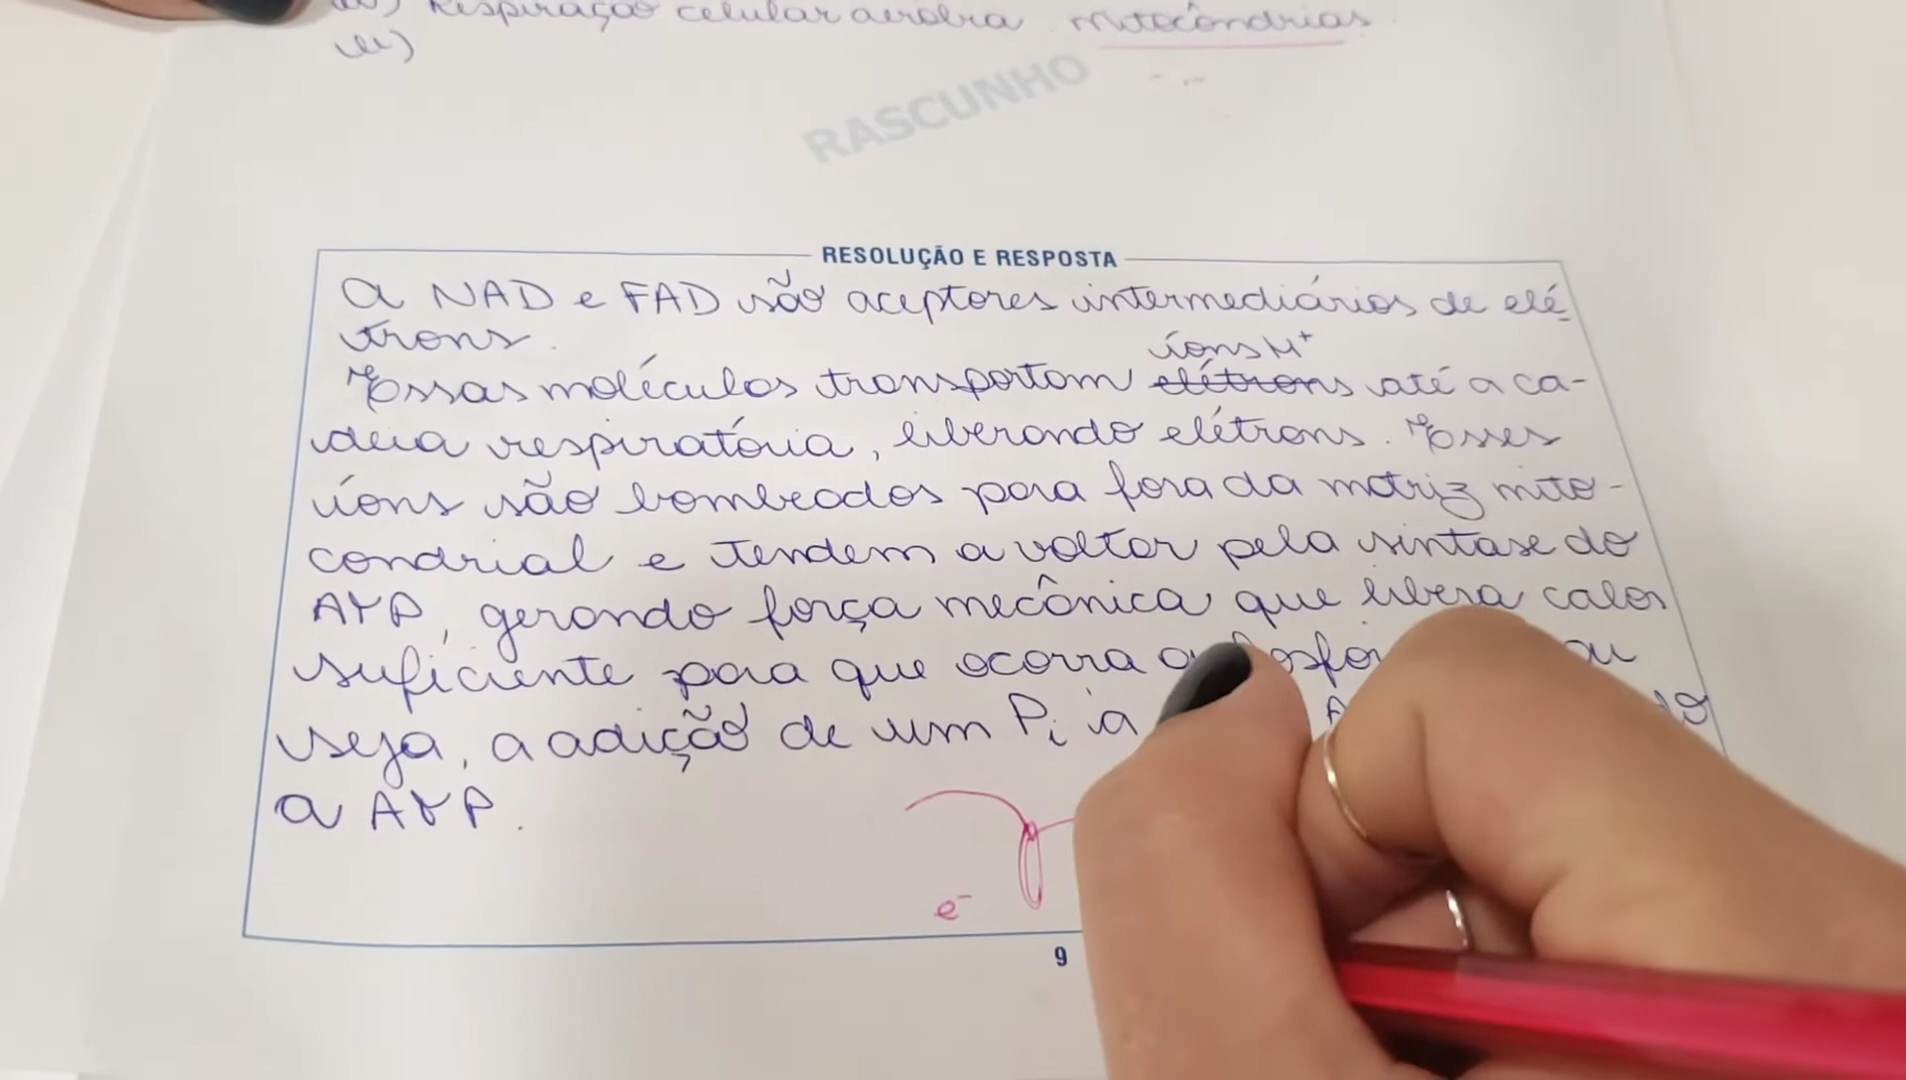 Respiração celular aeróbia mitocôndrias.
RASCUNHO
RESOLUÇÃO E RESPOSTA
a NAD e FAD são aceptores intermediários de elé
trons.
íons H+
Essas moléculas transportam elétrons até a ca-
deia respiratória, liberando elétrons. Esses
íons são bombeados para fora da matriz mito-
condrial e tendem a voltar pela sintase do
ATP, gerando força mecânica que libera calor
suficiente para que ocorra a ou
seja, a adição de um Pi a
a ATP.
e-
9